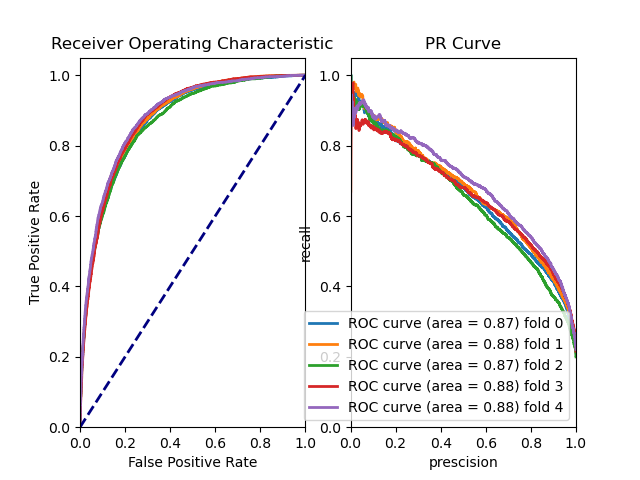 Receiver Operating Characteristic
PR Curve
1.0
0.8
0.6
0.4
0.2
0.0
True Positive Rate
0.0
0.2
0.4
0.6
0.8
1.0
False Positive Rate
1.0
0.8
0.6
0.4
0.2
0.0
recall
0.0
0.2
0.4
0.6
0.8
1.0
prescision
ROC curve (area = 0.87) fold 0
ROC curve (area = 0.88) fold 1
ROC curve (area = 0.87) fold 2
ROC curve (area = 0.88) fold 3
ROC curve (area = 0.88) fold 4